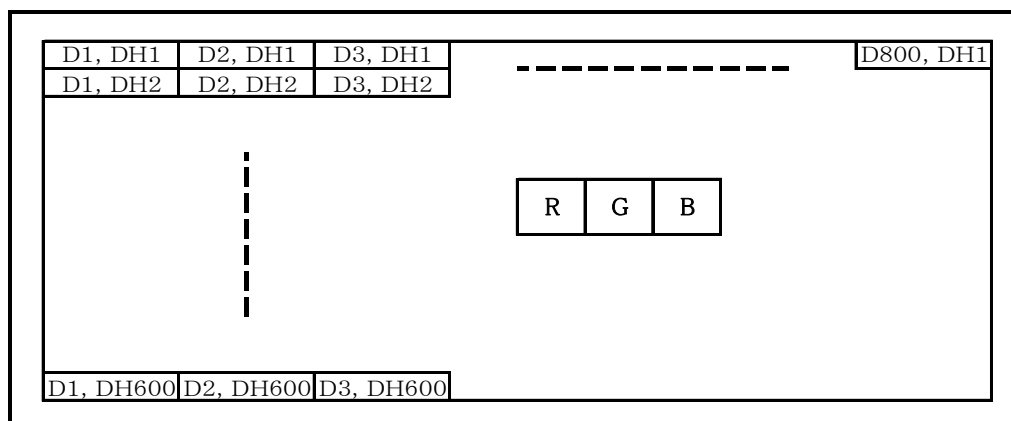 D1, DH1 D2, DH1 D3, DH1 D800, DH1
D1, DH2 D2, DH2 D3, DH2
R G B
D1, DH600 D2, DH600 D3, DH600